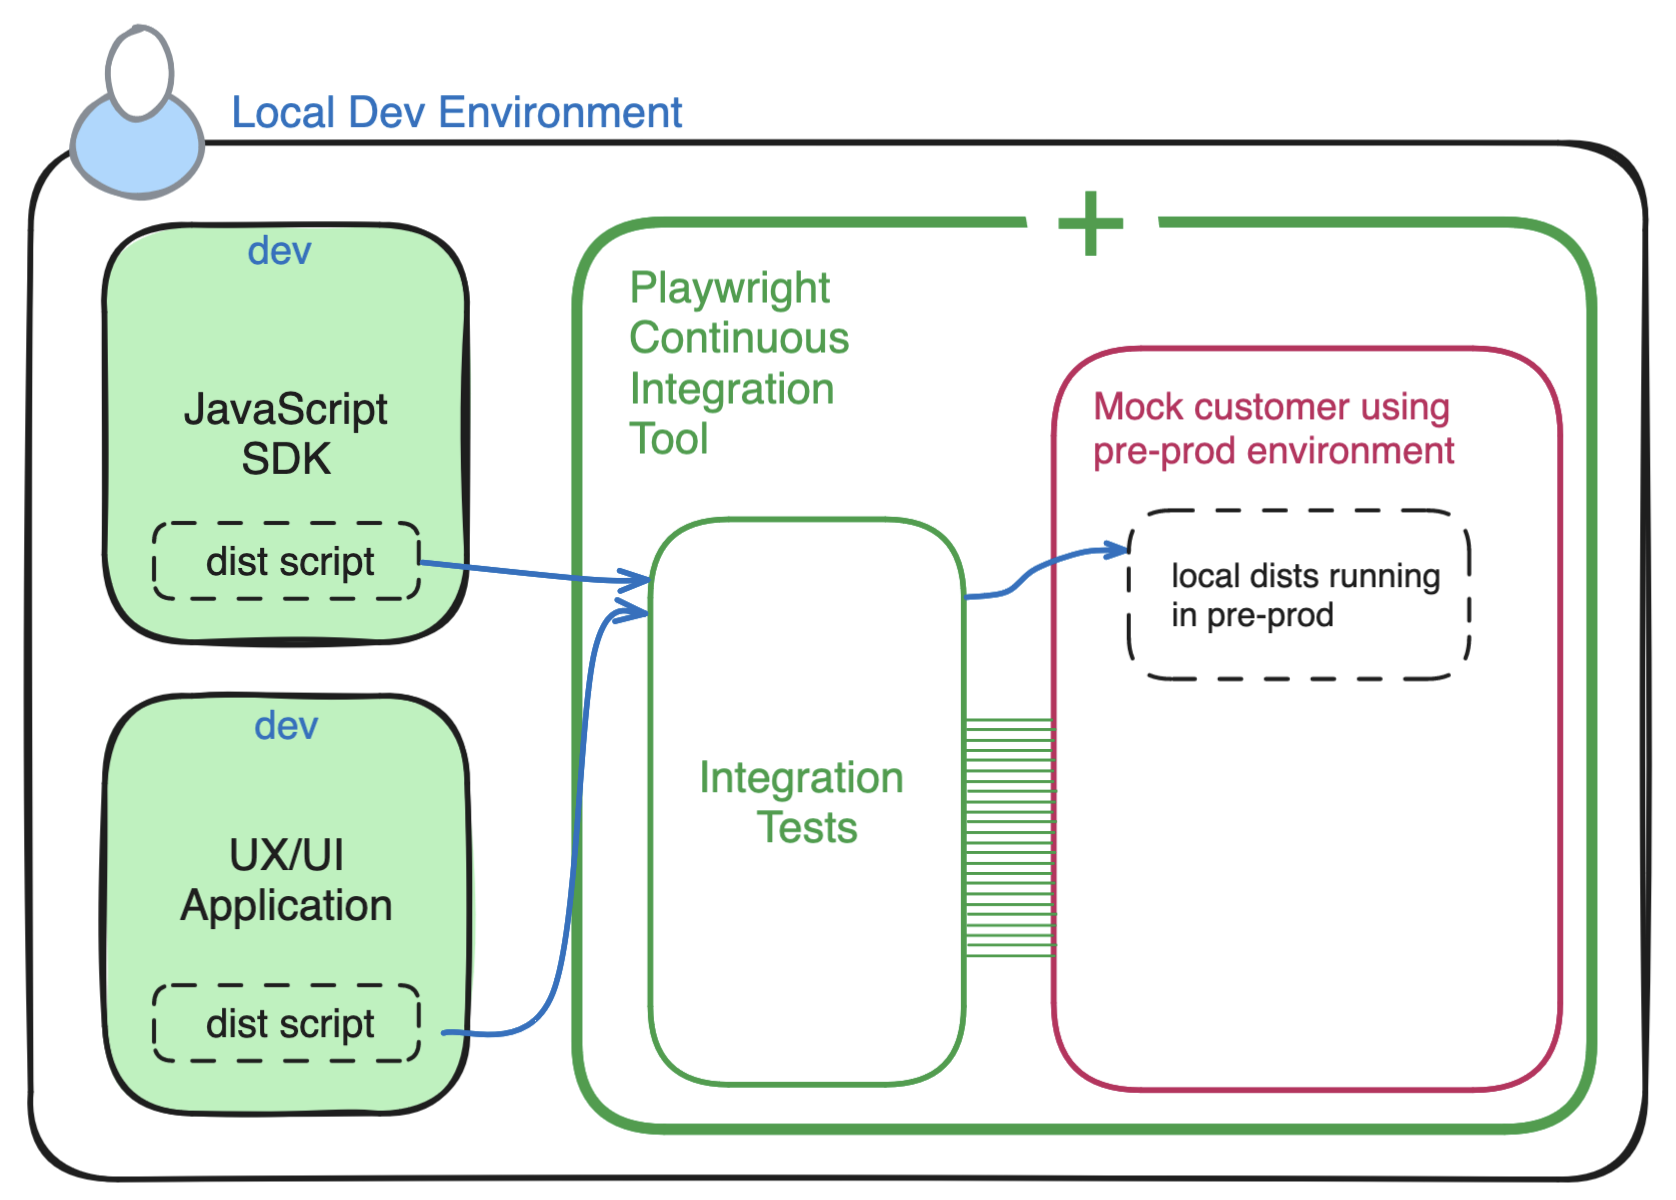 Local Dev Environment
dev
JavaScript
SDK
dist script
dev
UX/UI
Application
dist script
Playwright
Continuous
Integration
Tool
Integration
Tests
Mock customer using
pre-prod environment
local dists running
in pre-prod